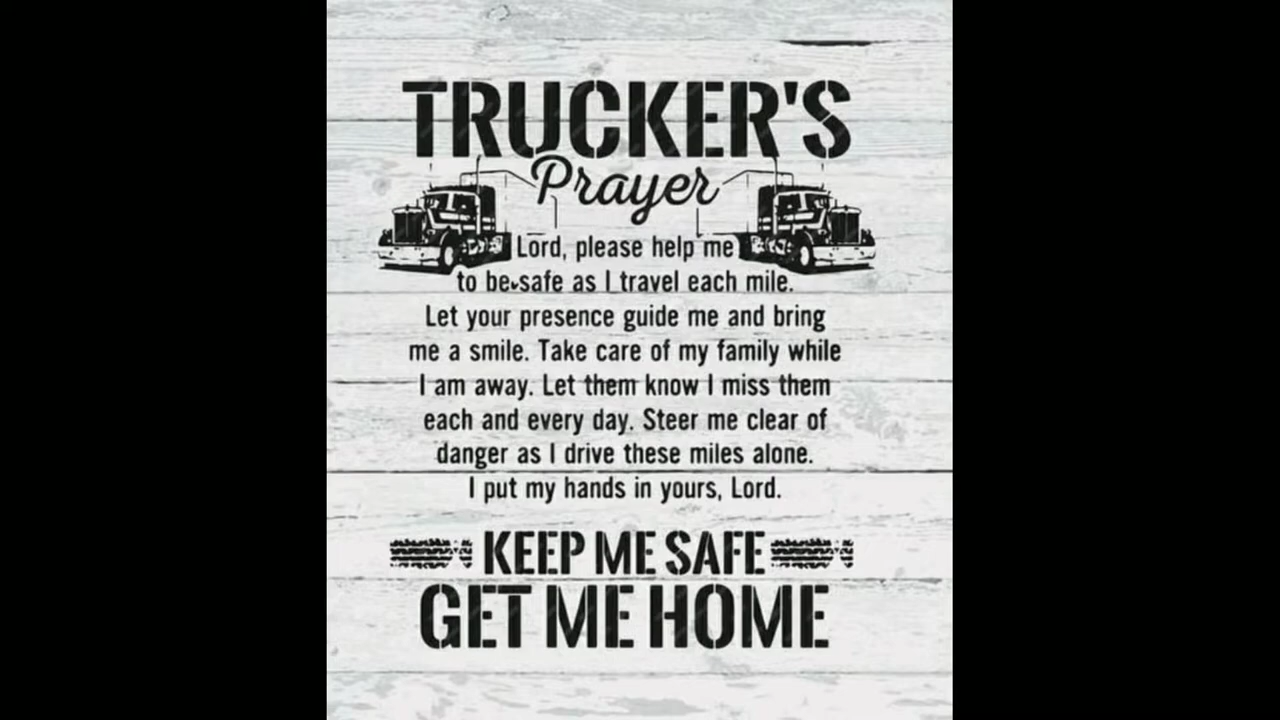 TRUCKER'S
Prayer
Lord, please help me
to be safe as I travel each mile.
Let your presence guide me and bring
me a smile. Take care of my family while
I am away. Let them know I miss them
each and every day. Steer me clear of
danger as I drive these miles alone.
I put my hands in yours, Lord.
KEEP ME SAFE
GET ME HOME